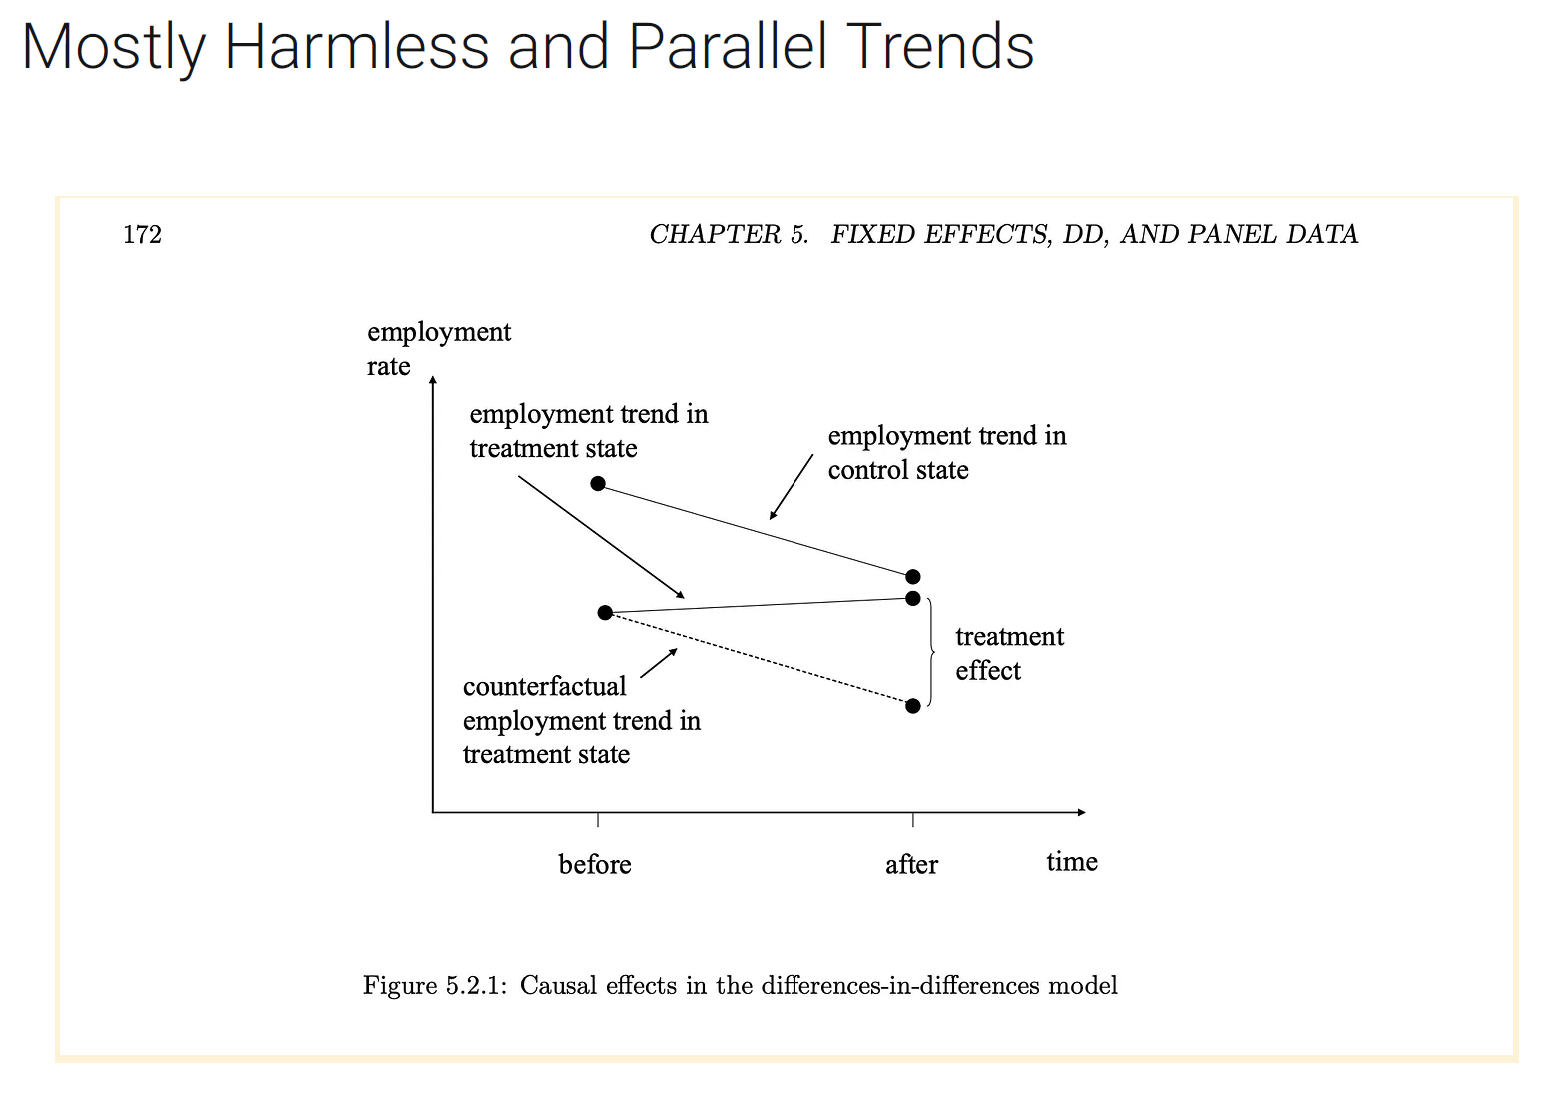 Mostly Harmless and Parallel Trends
172 CHAPTER 5. FIXED EFFECTS, DD, AND PANEL DATA
employment
rate
employment trend in
treatment state
employment trend in
control state
treatment
effect
counterfactual
employment trend in
treatment state
before after time
Figure 5.2.1: Causal effects in the differences-in-differences model